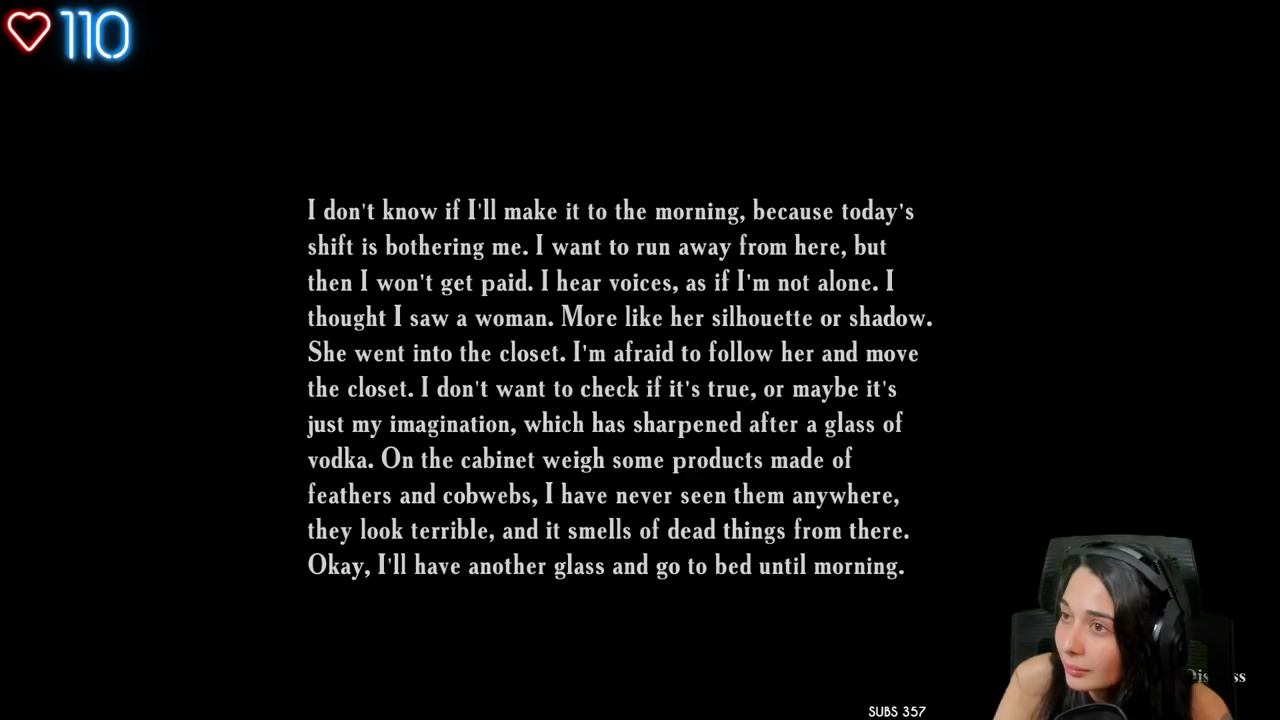 110
I don't know if I'll make it to the morning, because today's
shift is bothering me. I want to run away from here, but
then I won't get paid. I hear voices, as if I'm not alone. I
thought I saw a woman. More like her silhouette or shadow.
She went into the closet. I'm afraid to follow her and move
the closet. I don't want to check if it's true, or maybe it's
just my imagination, which has sharpened after a glass of
vodka. On the cabinet weigh some products made of
feathers and cobwebs, I have never seen them anywhere,
they look terrible, and it smells of dead things from there.
Okay, I'll have another glass and go to bed until morning.
SUBS 357